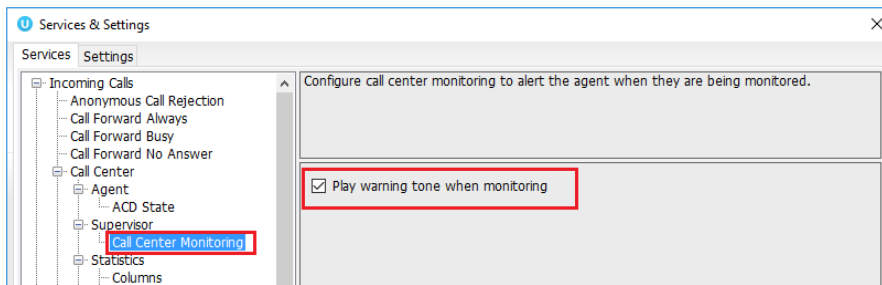 Services & Settings
Services Settings
Incoming Calls
Anonymous Call Rejection
Call Forward Always
Call Forward Busy
Call Forward No Answer
Call Center
Agent
ACD State
Supervisor
Call Center Monitoring
Statistics
Columns
Configure call center monitoring to alert the agent when they are being monitored.
Play warning tone when monitoring